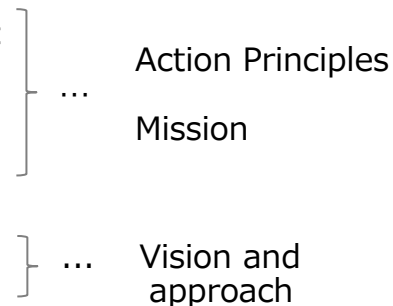 Action Principles
...
Mission
... Vision and
approach